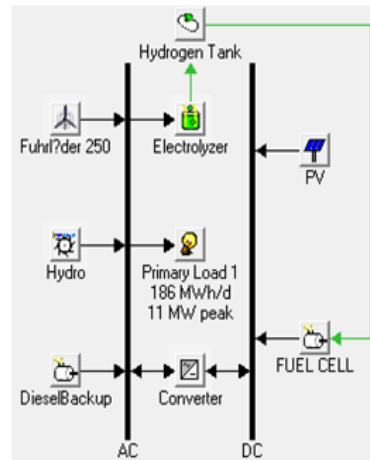 Hydrogen Tank
Fuhrl?der 250
Electrolyzer
PV
Hydro
Primary Load 1
186 MWh/d
11 MW peak
FUEL CELL
DieselBackup
Converter
AC
DC